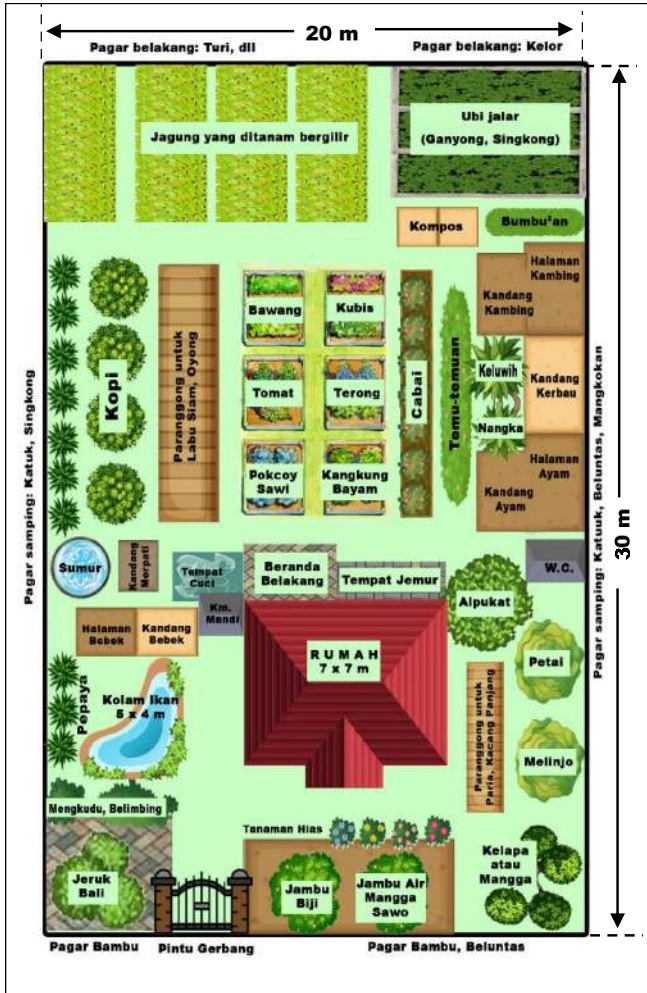 20 m
Pagar belakang: Turi, dll
Pagar belakang: Kelor
Jagung yang ditanam bergilir
Ubi jalar
(Ganyong, Singkong)
Kompos
Bumbu'an
Halaman
Kambing
Kandang
Kambing
Bawang
Kubis
Kopi
Paranggong untuk
Labu Siam, Oyong
Tomat
Terong
Cabai
Temu-temuan
Keluwih
Nangka
Kandang
Kerbau
Pokcoy
Sawi
Kangkung
Bayam
Halaman
Ayam
Kandang
Ayam
Pagar samping: Katuk, Singkong
Pagar samping: Katuuk, Beluntas, Mangkokan
30 m
Sumur
Kandang
Merpati
Tempat
Cuci
Beranda
Belakang
Tempat Jemur
W.C.
Alpukat
Km.
Mandi
Halaman
Bebek
Kandang
Bebek
R U M A H
7 x 7 m
Petai
Pepaya
Kolam Ikan
5 x 4 m
Paranggong untuk
Paria, Kacang Panjang
Melinjo
Mengkudu, Belimbing
Tanaman Hias
Jeruk
Bali
Jambu
Biji
Jambu Air
Mangga
Sawo
Kelapa
atau
Mangga
Pagar Bambu
Pintu Gerbang
Pagar Bambu, Beluntas